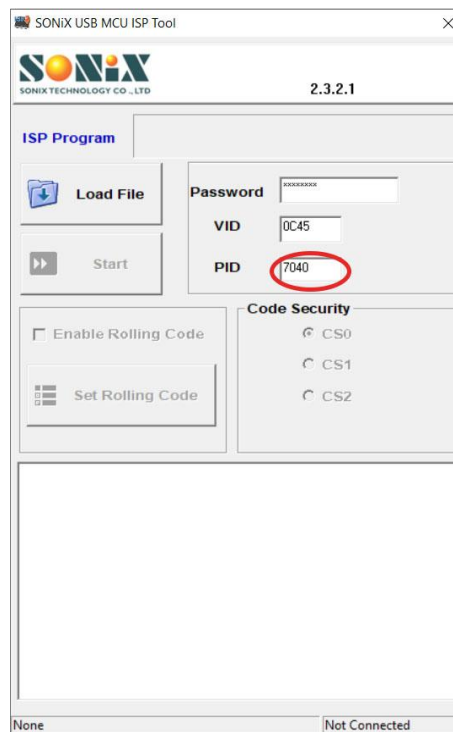 SONiX USB MCU ISP Tool
SONiX
SONIX TECHNOLOGY CO ., LTD
2.3.2.1
ISP Program
Load File
Password
xxxxxxxx
VID
0C45
Start
PID
7040
Enable Rolling Code
Set Rolling Code
Code Security
CS0
CS1
CS2
None
Not Connected